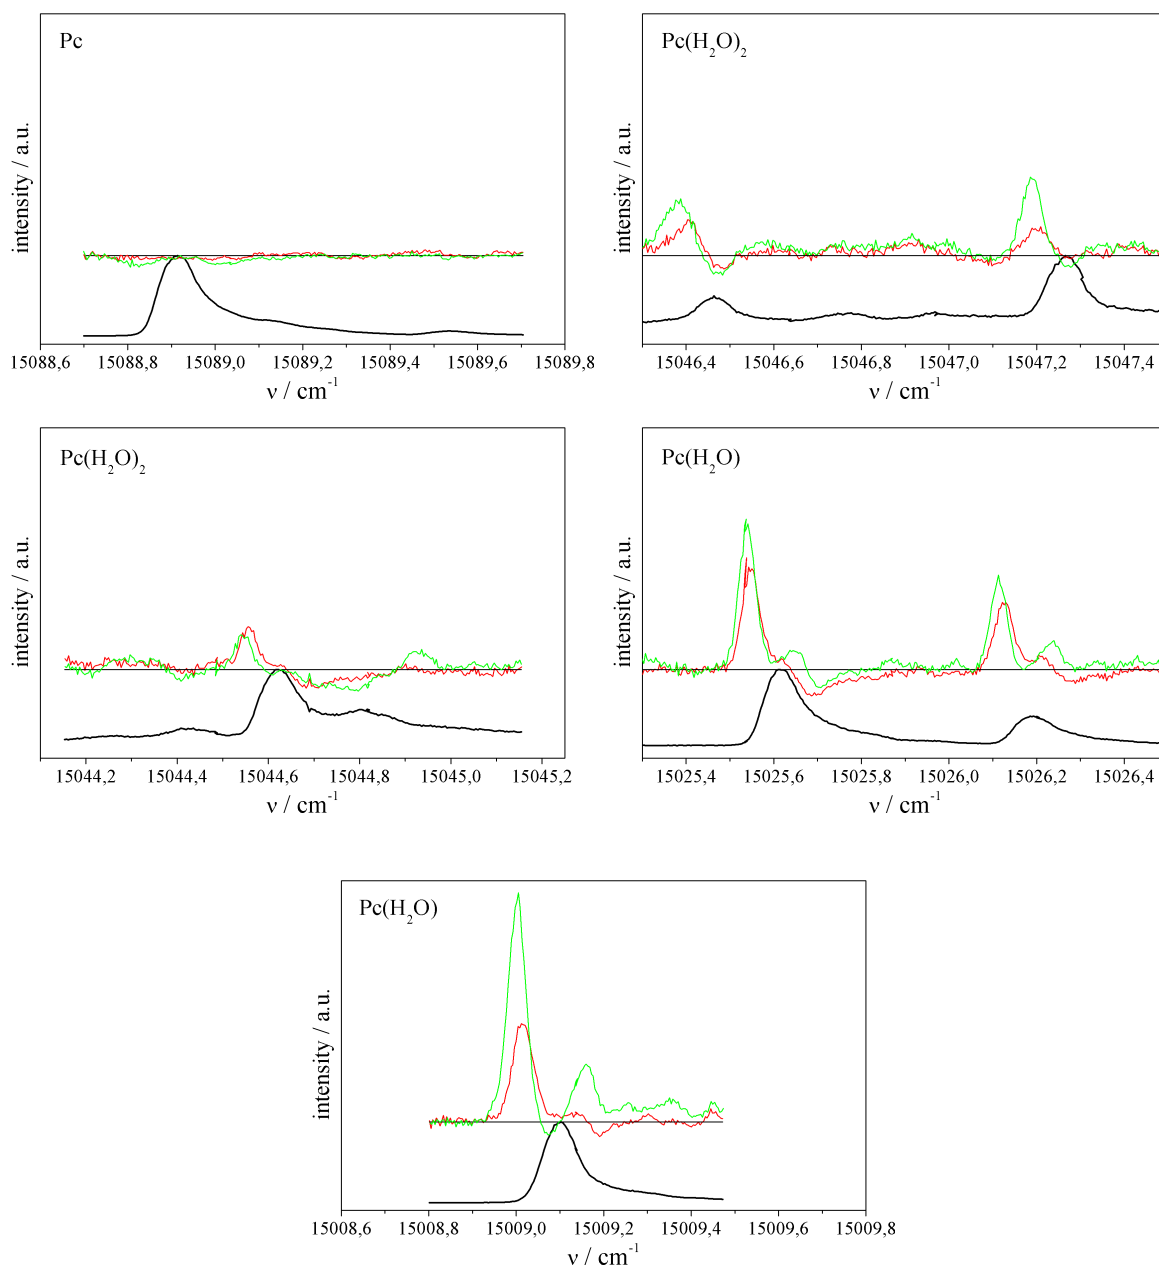 Pc
intensity / a.u.
15088,6 15088,8 15089,0 15089,2 15089,4 15089,6 15089,8
ν / cm⁻¹
Pc(H₂O)₂
intensity / a.u.
15046,4 15046,6 15046,8 15047,0 15047,2 15047,4
ν / cm⁻¹
Pc(H₂O)₂
intensity / a.u.
15044,2 15044,4 15044,6 15044,8 15045,0 15045,2
ν / cm⁻¹
Pc(H₂O)
intensity / a.u.
15025,4 15025,6 15025,8 15026,0 15026,2 15026,4
ν / cm⁻¹
Pc(H₂O)
intensity / a.u.
15008,6 15008,8 15009,0 15009,2 15009,4 15009,6 15009,8
ν / cm⁻¹